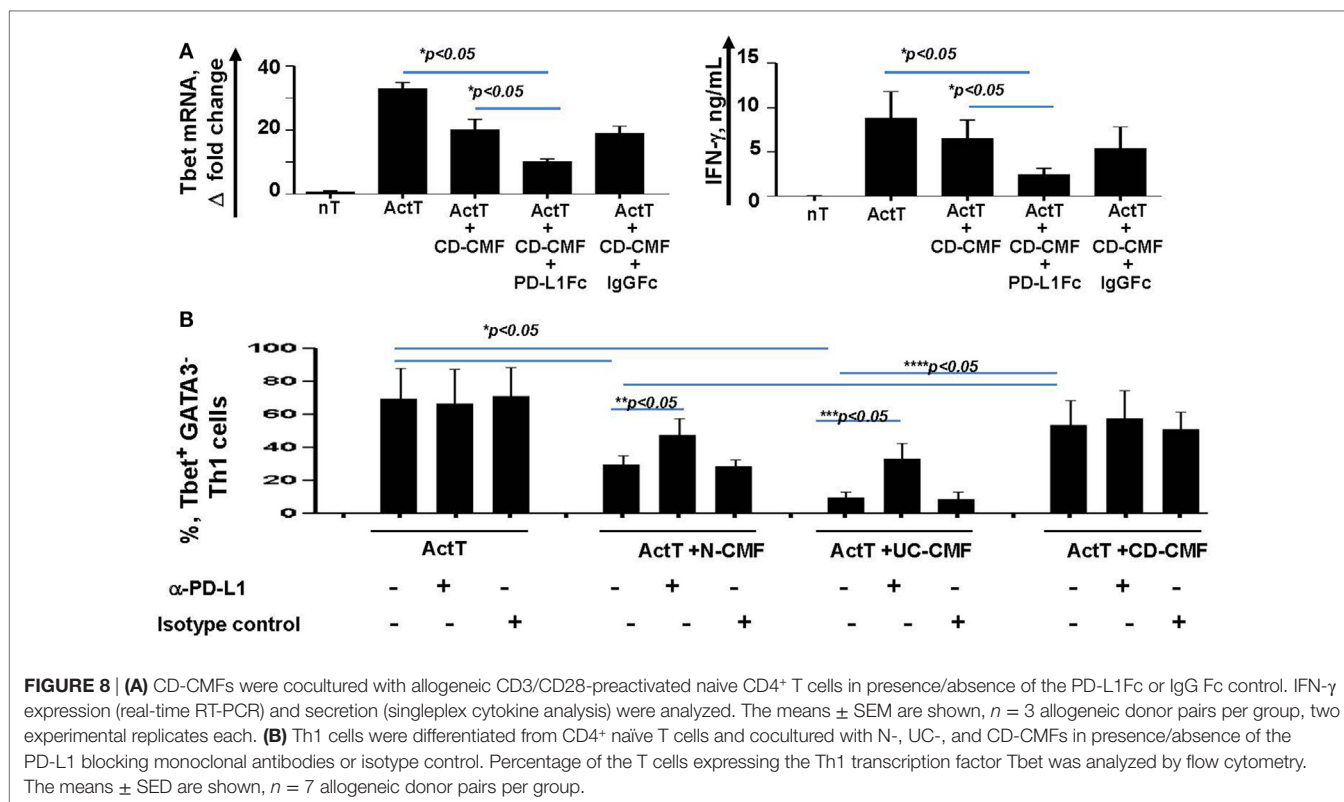 A
Tbet mRNA,
Δ fold change
40
20
0
*p<0.05
*p<0.05
nT
ActT
ActT
+
CD-CMF
ActT
+
CD-CMF
+
PD-L1Fc
ActT
+
CD-CMF
+
IgGFc
IFN-γ, ng/mL
15
10
5
0
*p<0.05
*p<0.05
nT
ActT
ActT
+
CD-CMF
ActT
+
CD-CMF
+
PD-L1Fc
ActT
+
CD-CMF
+
IgGFc
B
%, Tbet⁺ GATA3⁻
Th1 cells
100
80
60
40
20
0
*p<0.05
**p<0.05
***p<0.05
****p<0.05
ActT
ActT +N-CMF
ActT +UC-CMF
ActT +CD-CMF
α-PD-L1 - + - - + - - + - - + -
Isotype control - - + - - + - - + - - +
FIGURE 8 | (A) CD-CMFs were cocultured with allogeneic CD3/CD28-preactivated naive CD4⁺ T cells in presence/absence of the PD-L1Fc or IgG Fc control. IFN-γ
expression (real-time RT-PCR) and secretion (singleplex cytokine analysis) were analyzed. The means ± SEM are shown, n = 3 allogeneic donor pairs per group, two
experimental replicates each. (B) Th1 cells were differentiated from CD4⁺ naïve T cells and cocultured with N-, UC-, and CD-CMFs in presence/absence of the
PD-L1 blocking monoclonal antibodies or isotype control. Percentage of the T cells expressing the Th1 transcription factor Tbet was analyzed by flow cytometry.
The means ± SED are shown, n = 7 allogeneic donor pairs per group.